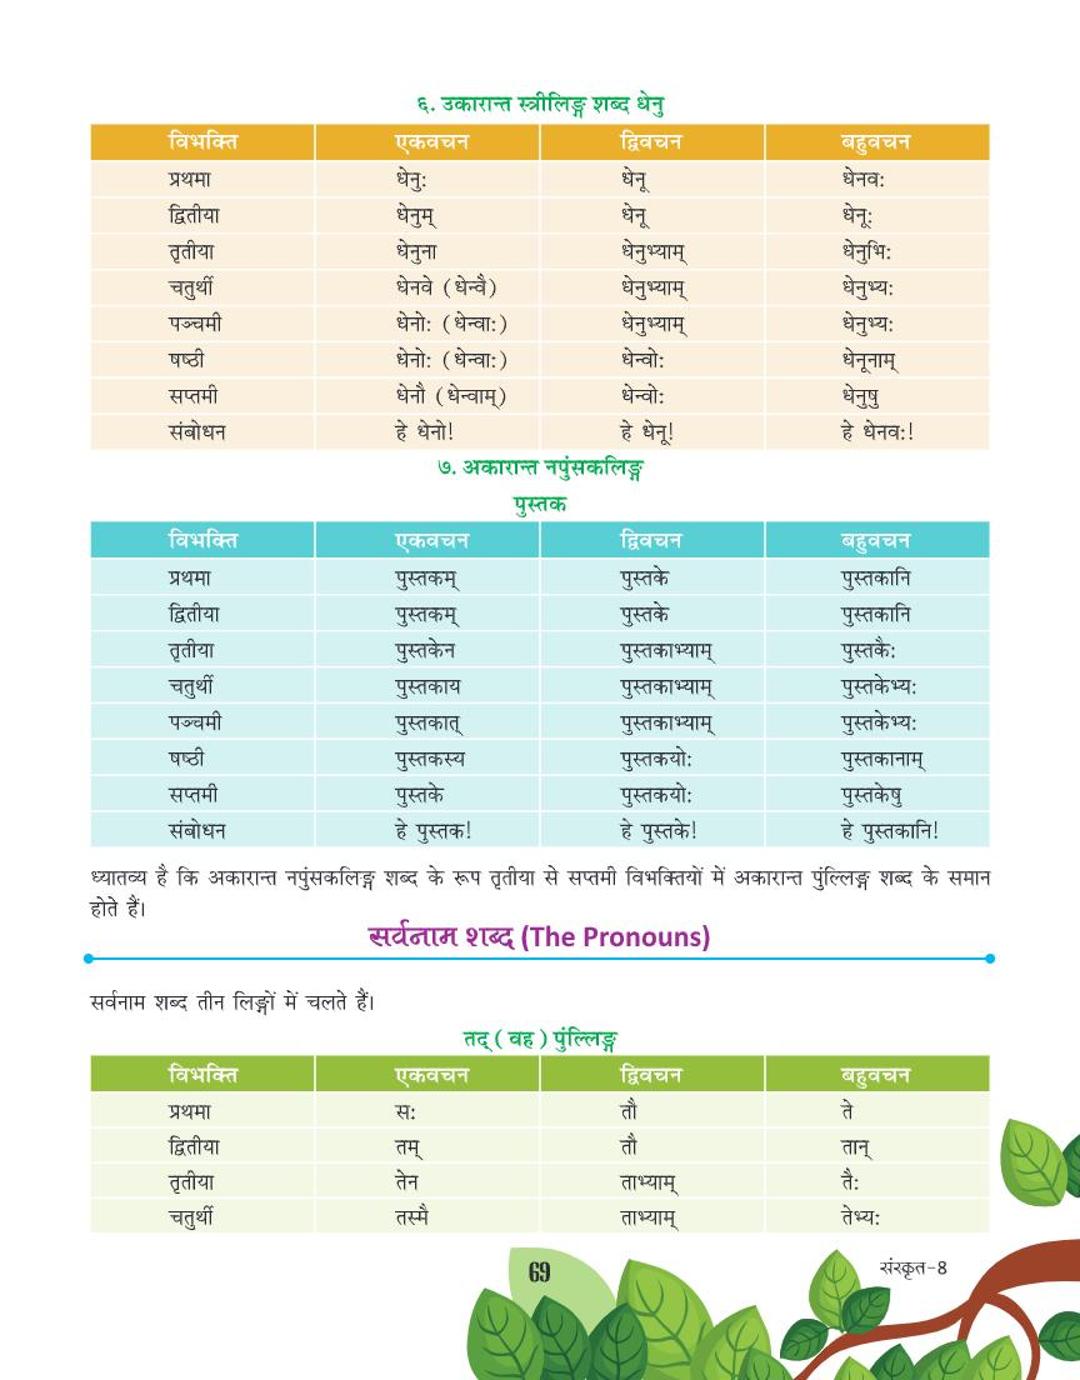 ६. उकारान्त स्त्रीलिङ्ग शब्द धेनु
विभक्ति एकवचन द्विवचन बहुवचन
प्रथमा धेनुः धेनू धेनवः
द्वितीया धेनुम् धेनू धेनूः
तृतीया धेनुना धेनुभ्याम् धेनुभिः
चतुर्थी धेनवे (धेन्वै) धेनुभ्याम् धेनुभ्यः
पञ्चमी धेनोः (धेन्वाः) धेनुभ्याम् धेनुभ्यः
षष्ठी धेनोः (धेन्वाः) धेन्वोः धेनूनाम्
सप्तमी धेनौ (धेन्वाम्) धेन्वोः धेनुषु
संबोधन हे धेनो! हे धेनू! हे धेनवः!
७. अकारान्त नपुंसकलिङ्ग
पुस्तक
विभक्ति एकवचन द्विवचन बहुवचन
प्रथमा पुस्तकम् पुस्तके पुस्तकानि
द्वितीया पुस्तकम् पुस्तके पुस्तकानि
तृतीया पुस्तकेन पुस्तकाभ्याम् पुस्तकैः
चतुर्थी पुस्तकाय पुस्तकाभ्याम् पुस्तकेभ्यः
पञ्चमी पुस्तकात् पुस्तकाभ्याम् पुस्तकेभ्यः
षष्ठी पुस्तकस्य पुस्तकयोः पुस्तकानाम्
सप्तमी पुस्तके पुस्तकयोः पुस्तकेषु
संबोधन हे पुस्तक! हे पुस्तके! हे पुस्तकानि!
ध्यातव्य है कि अकारान्त नपुंसकलिङ्ग शब्द के रूप तृतीया से सप्तमी विभक्तियों में अकारान्त पुंल्लिङ्ग शब्द के समान
होते हैं।
सर्वनाम शब्द (The Pronouns)
सर्वनाम शब्द तीन लिङ्गों में चलते हैं।
तद् ( वह ) पुंल्लिङ्ग
विभक्ति एकवचन द्विवचन बहुवचन
प्रथमा सः तौ ते
द्वितीया तम् तौ तान्
तृतीया तेन ताभ्याम् तैः
चतुर्थी तस्मै ताभ्याम् तेभ्यः
69
संस्कृत-8